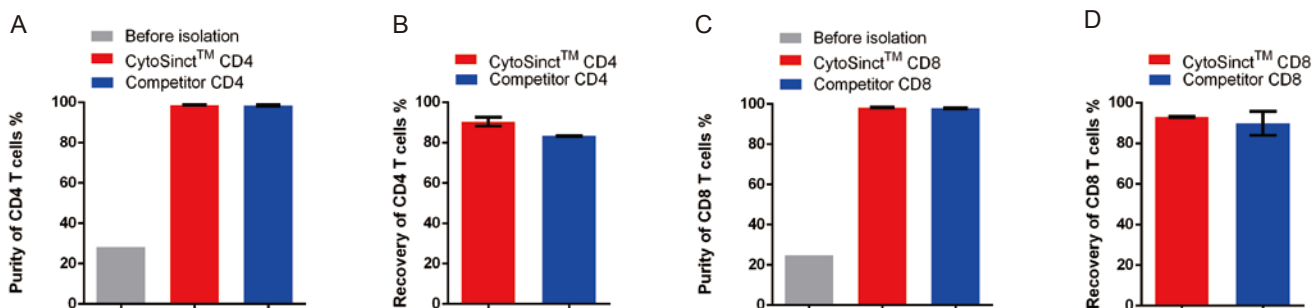 A
Before isolation
CytoSinct™ CD4
Competitor CD4
Purity of CD4 T cells %
100
80
60
40
20
0
B
CytoSinct™ CD4
Competitor CD4
Recovery of CD4 T cells %
100
80
60
40
20
0
C
Before isolation
CytoSinct™ CD8
Competitor CD8
Purity of CD8 T cells %
100
80
60
40
20
0
D
CytoSinct™ CD8
Competitor CD8
Recovery of CD8 T cells %
100
80
60
40
20
0